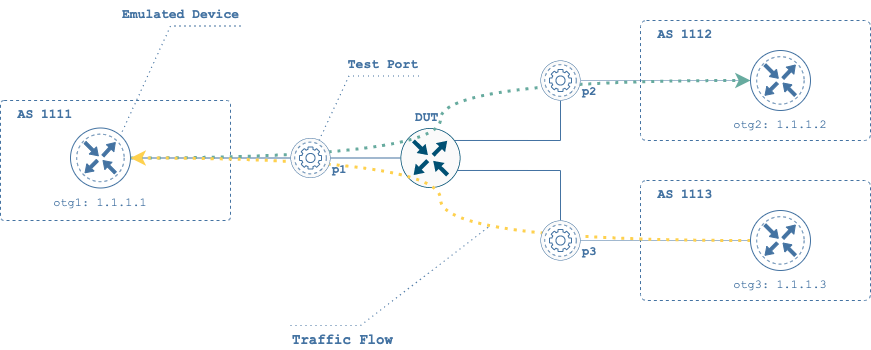 Emulated Device
AS 1112
Test Port
p2
AS 1111
DUT
otg2: 1.1.1.2
p1
AS 1113
otg1: 1.1.1.1
p3
otg3: 1.1.1.3
Traffic Flow